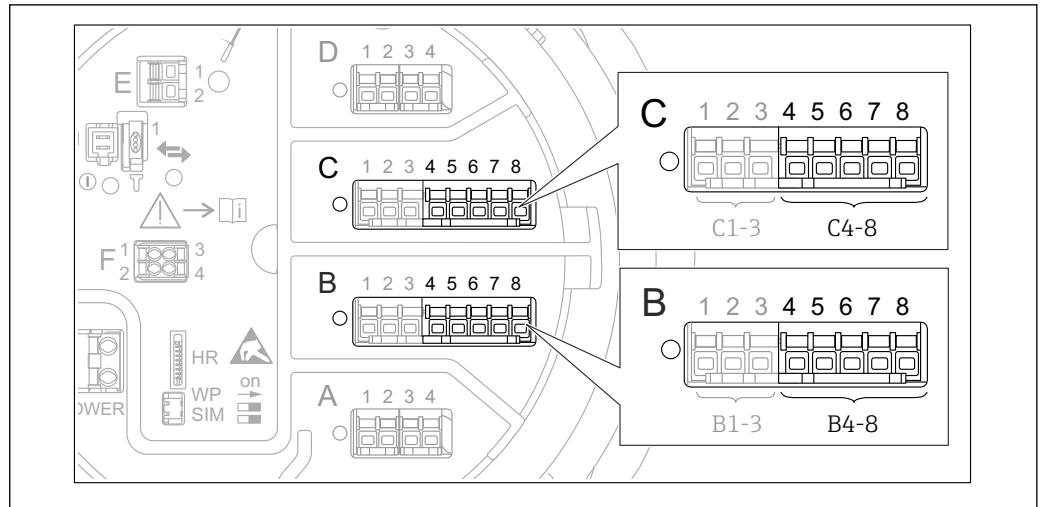 D 1 2 3 4
E 1
2
1
C 1 2 3 4 5 6 7 8
C 1 2 3 4 5 6 7 8
C1-3 C4-8
i
F 1 3
2 4
B 1 2 3 4 5 6 7 8
B 1 2 3 4 5 6 7 8
B1-3 B4-8
HR
WP on
SIM
OWER
A 1 2 3 4